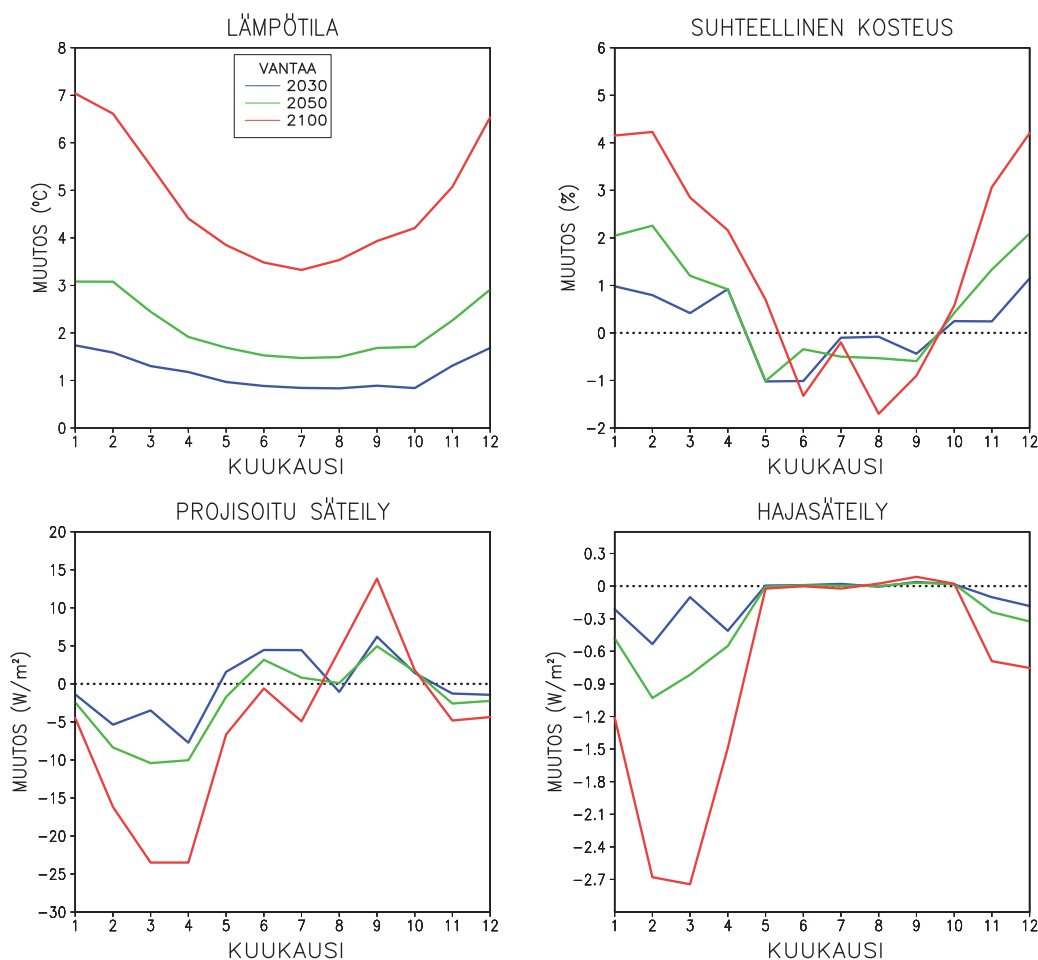 LÄMPÖTILA
MUUTOS (ºC)
8
7
6
5
4
3
2
1
0
VANTAA
2030
2050
2100
1 2 3 4 5 6 7 8 9 10 11 12
KUUKAUSI
SUHTEELLINEN KOSTEUS
MUUTOS (%)
6
5
4
3
2
1
0
−1
−2
1 2 3 4 5 6 7 8 9 10 11 12
KUUKAUSI
PROJISOITU SÄTEILY
MUUTOS (W/m²)
20
15
10
5
0
−5
−10
−15
−20
−25
−30
1 2 3 4 5 6 7 8 9 10 11 12
KUUKAUSI
HAJASÄTEILY
MUUTOS (W/m²)
0.3
0
−0.3
−0.6
−0.9
−1.2
−1.5
−1.8
−2.1
−2.4
−2.7
1 2 3 4 5 6 7 8 9 10 11 12
KUUKAUSI